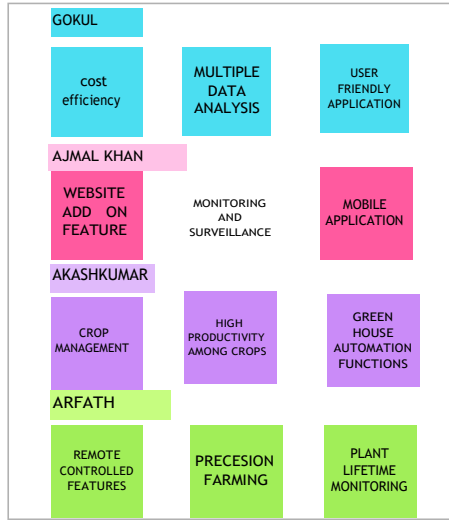 GOKUL
cost
efficiency
MULTIPLE
DATA
ANALYSIS
USER
FRIENDLY
APPLICATION
AJMAL KHAN
WEBSITE
ADD ON
FEATURE
MONITORING
AND
SURVEILLANCE
MOBILE
APPLICATION
AKASHKUMAR
CROP
MANAGEMENT
HIGH
PRODUCTIVITY
AMONG CROPS
GREEN
HOUSE
AUTOMATION
FUNCTIONS
ARFATH
REMOTE
CONTROLLED
FEATURES
PRECESION
FARMING
PLANT
LIFETIME
MONITORING